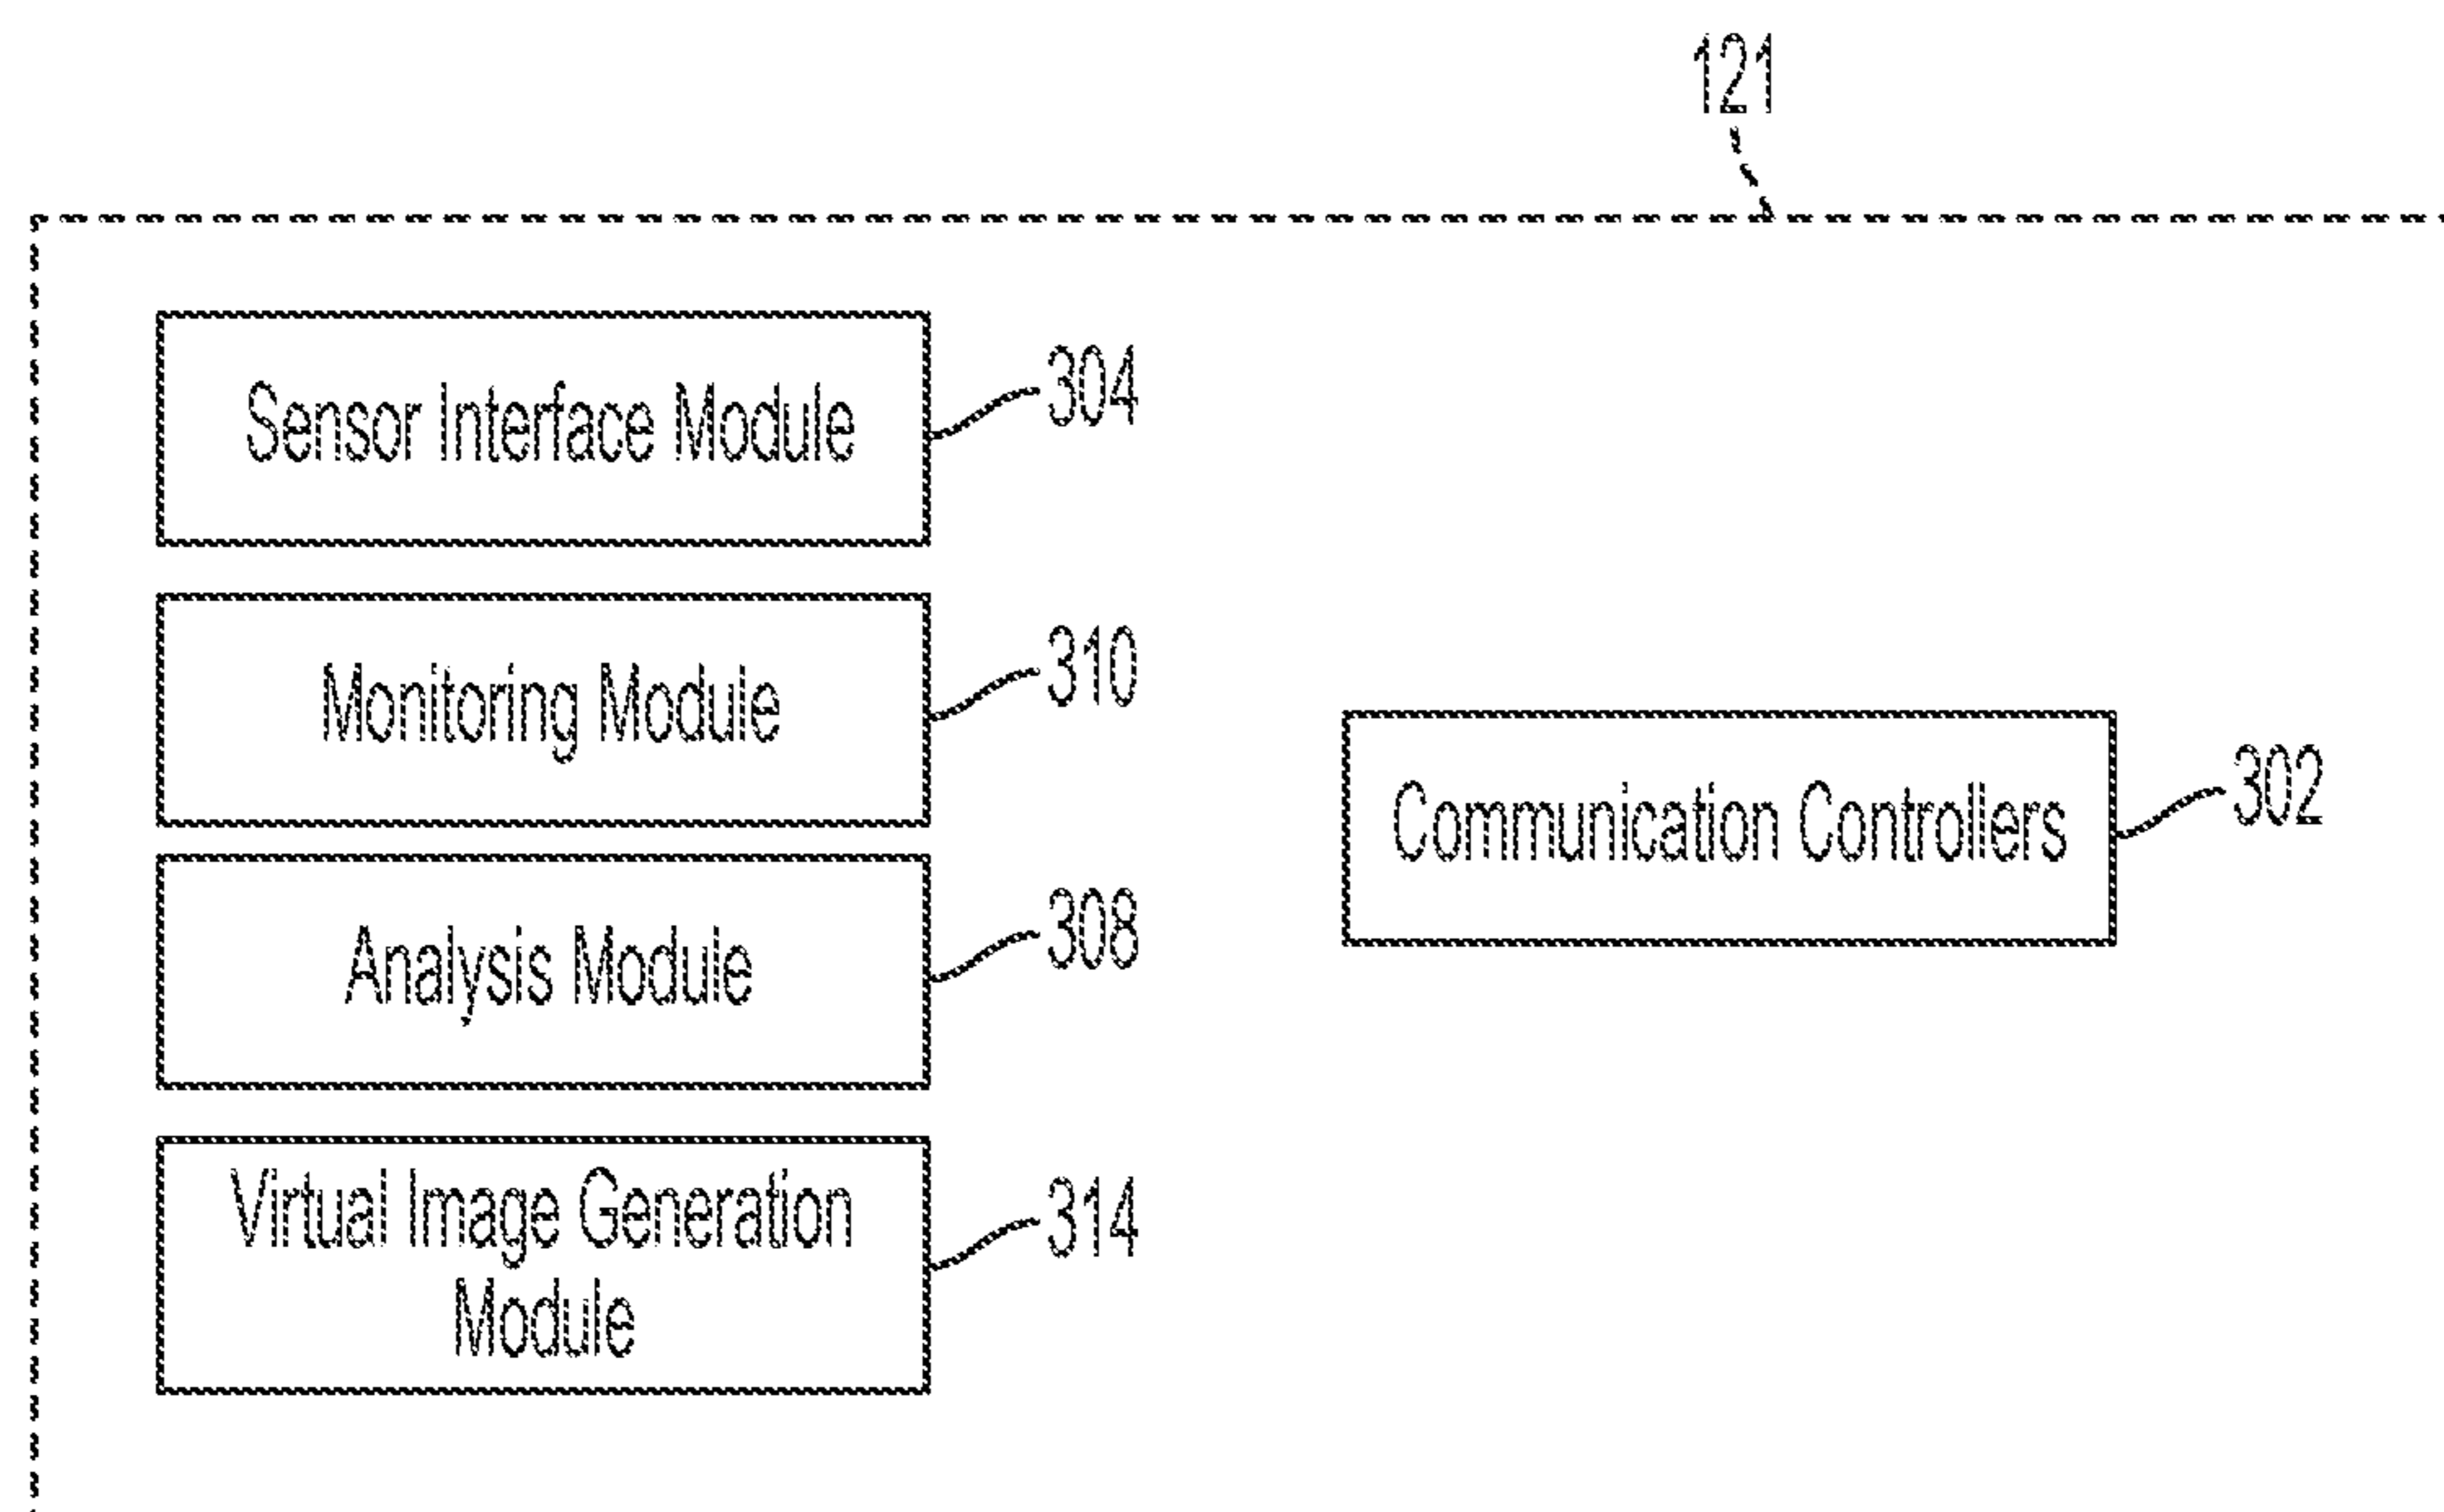 121
Sensor Interface Module
304
Monitoring Module
310
Communication Controllers
302
Analysis Module
308
Virtual Image Generation
Module
314